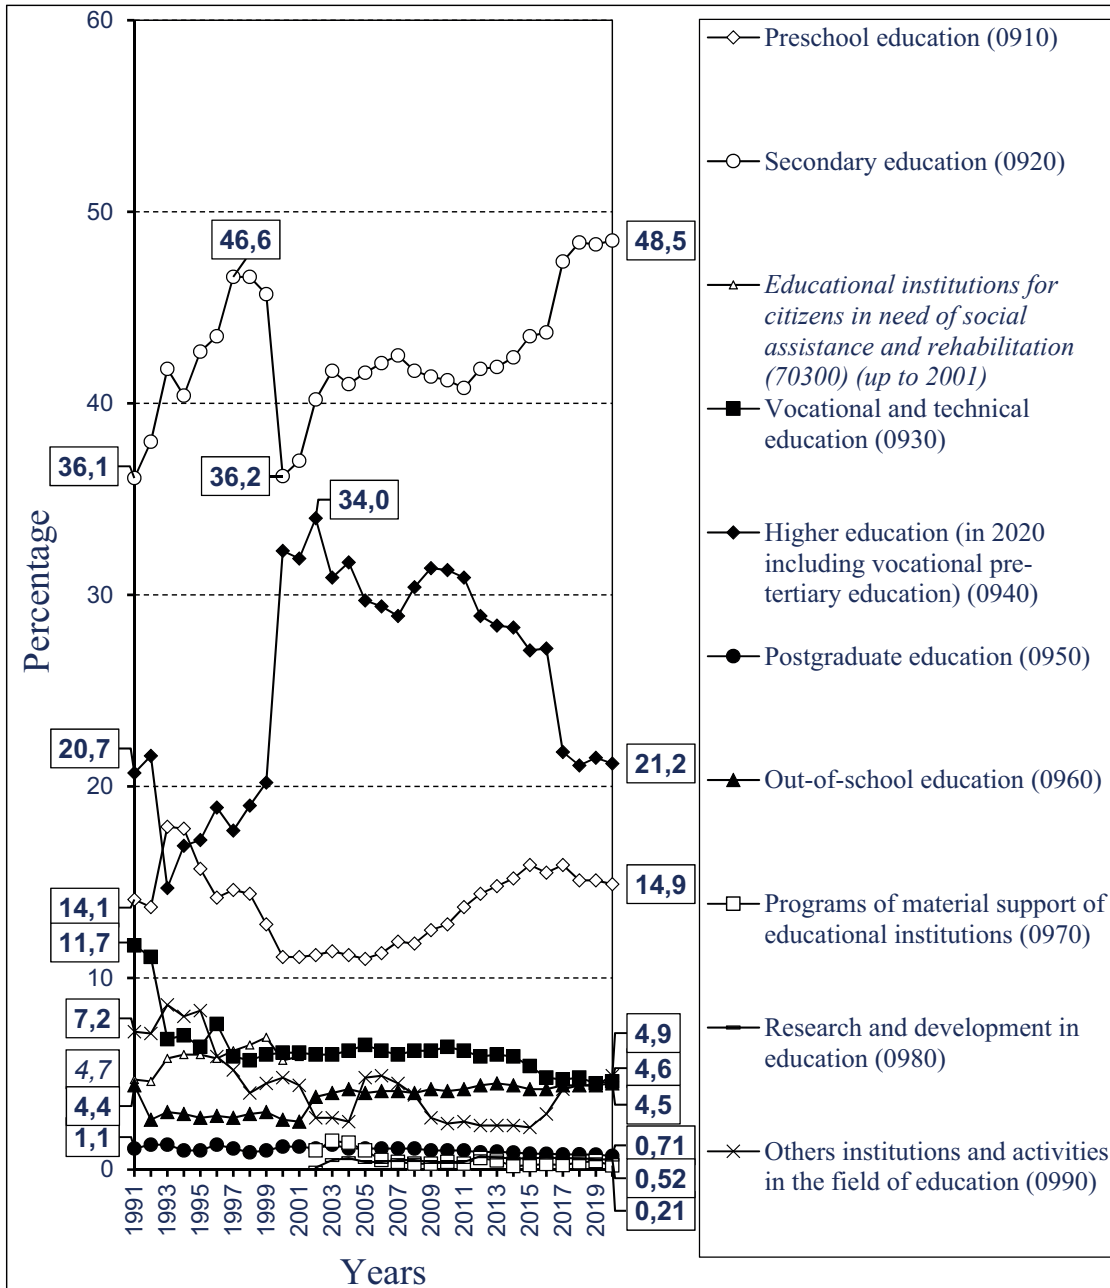 60
50
40
30
20
10
0
Percentage
46,6
36,1
36,2
34,0
20,7
14,1
11,7
7,2
4,7
4,4
1,1
48,5
21,2
14,9
4,9
4,6
4,5
0,71
0,52
0,21
1991
1993
1995
1997
1999
2001
2003
2005
2007
2009
2011
2013
2015
2017
2019
Years
Preschool education (0910)
Secondary education (0920)
Educational institutions for
citizens in need of social
assistance and rehabilitation
(70300) (up to 2001)
Vocational and technical
education (0930)
Higher education (in 2020
including vocational pre-
tertiary education) (0940)
Postgraduate education (0950)
Out-of-school education (0960)
Programs of material support of
educational institutions (0970)
Research and development in
education (0980)
Others institutions and activities
in the field of education (0990)